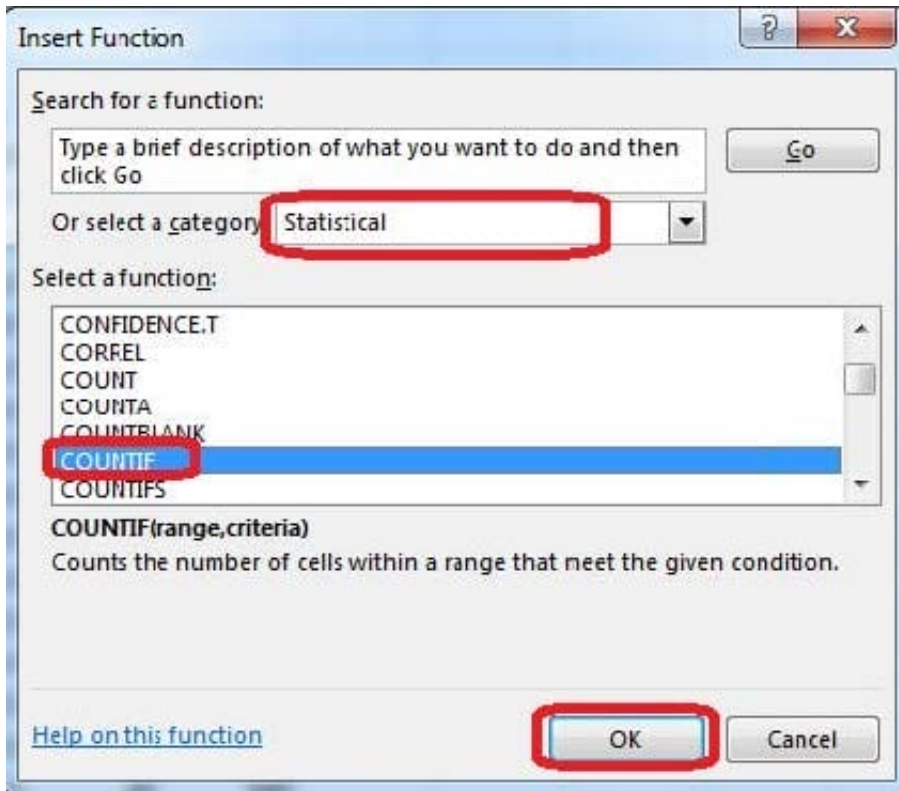 Insert Function
Search for a function:
Type a brief description of what you want to do and then
click Go
Go
Or select a category
Statistical
Select a function:
CONFIDENCE.T
CORREL
COUNT
COUNTA
COUNTBLANK
COUNTIF
COUNTIFS
COUNTIF(range,criteria)
Counts the number of cells within a range that meet the given condition.
Help on this function
OK
Cancel